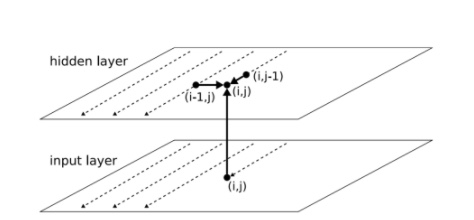 hidden layer
(i,j-1)
(i-1,j)
(i,j)
input layer
(i,j)